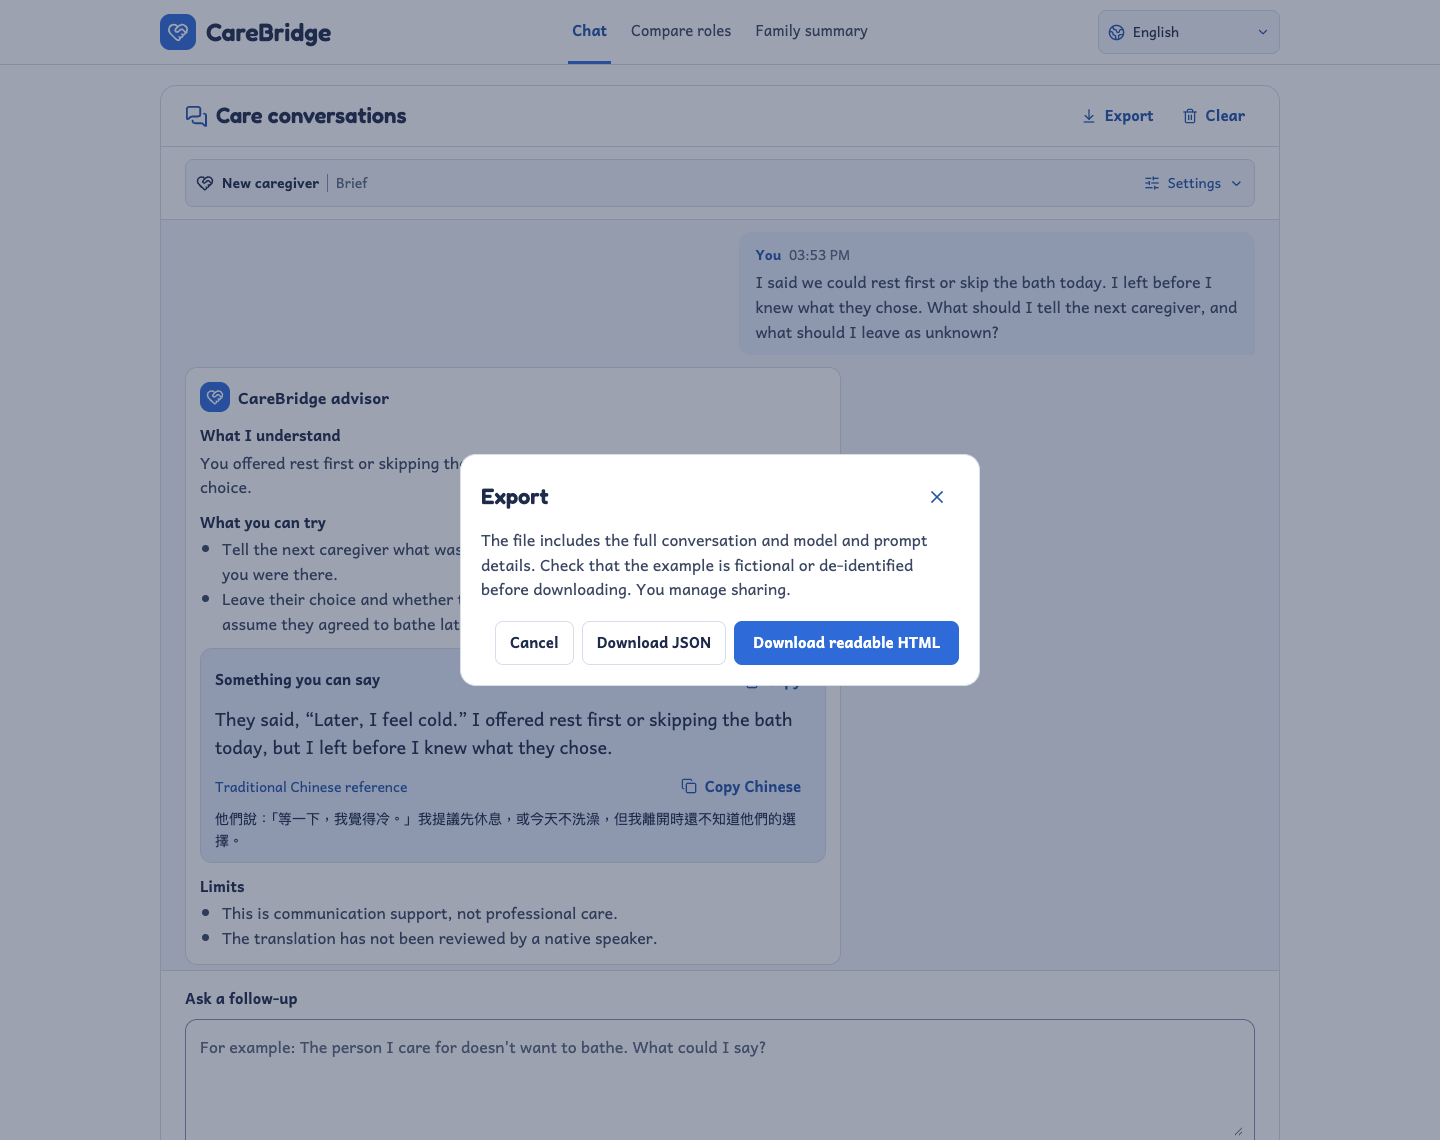 CareBridge
Chat
Compare roles
Family summary
English
Care conversations
Export
Clear
New caregiver
Brief
Settings
You 03:53 PM
I said we could rest first or skip the bath today. I left before I
knew what they chose. What should I tell the next caregiver, and
what should I leave as unknown?
CareBridge advisor
What I understand
You offered rest first or skipping
choice.
What you can try
Tell the next caregiver what was
you were there.
Leave their choice and whether
assume they agreed to bathe
Export
The file includes the full conversation and model and prompt
details. Check that the example is fictional or de-identified
before downloading. You manage sharing.
Cancel
Download JSON
Download readable HTML
Something you can say
They said, “Later, I feel cold.” I offered rest first or skipping the bath
today, but I left before I knew what they chose.
Traditional Chinese reference
Copy Chinese
他們說：「等一下，我覺得冷。」我提議先休息，或今天不洗澡，但我離開時還不知道他們的選
擇。
Limits
This is communication support, not professional care.
The translation has not been reviewed by a native speaker.
Ask a follow-up
For example: The person I care for doesn't want to bathe. What could I say?